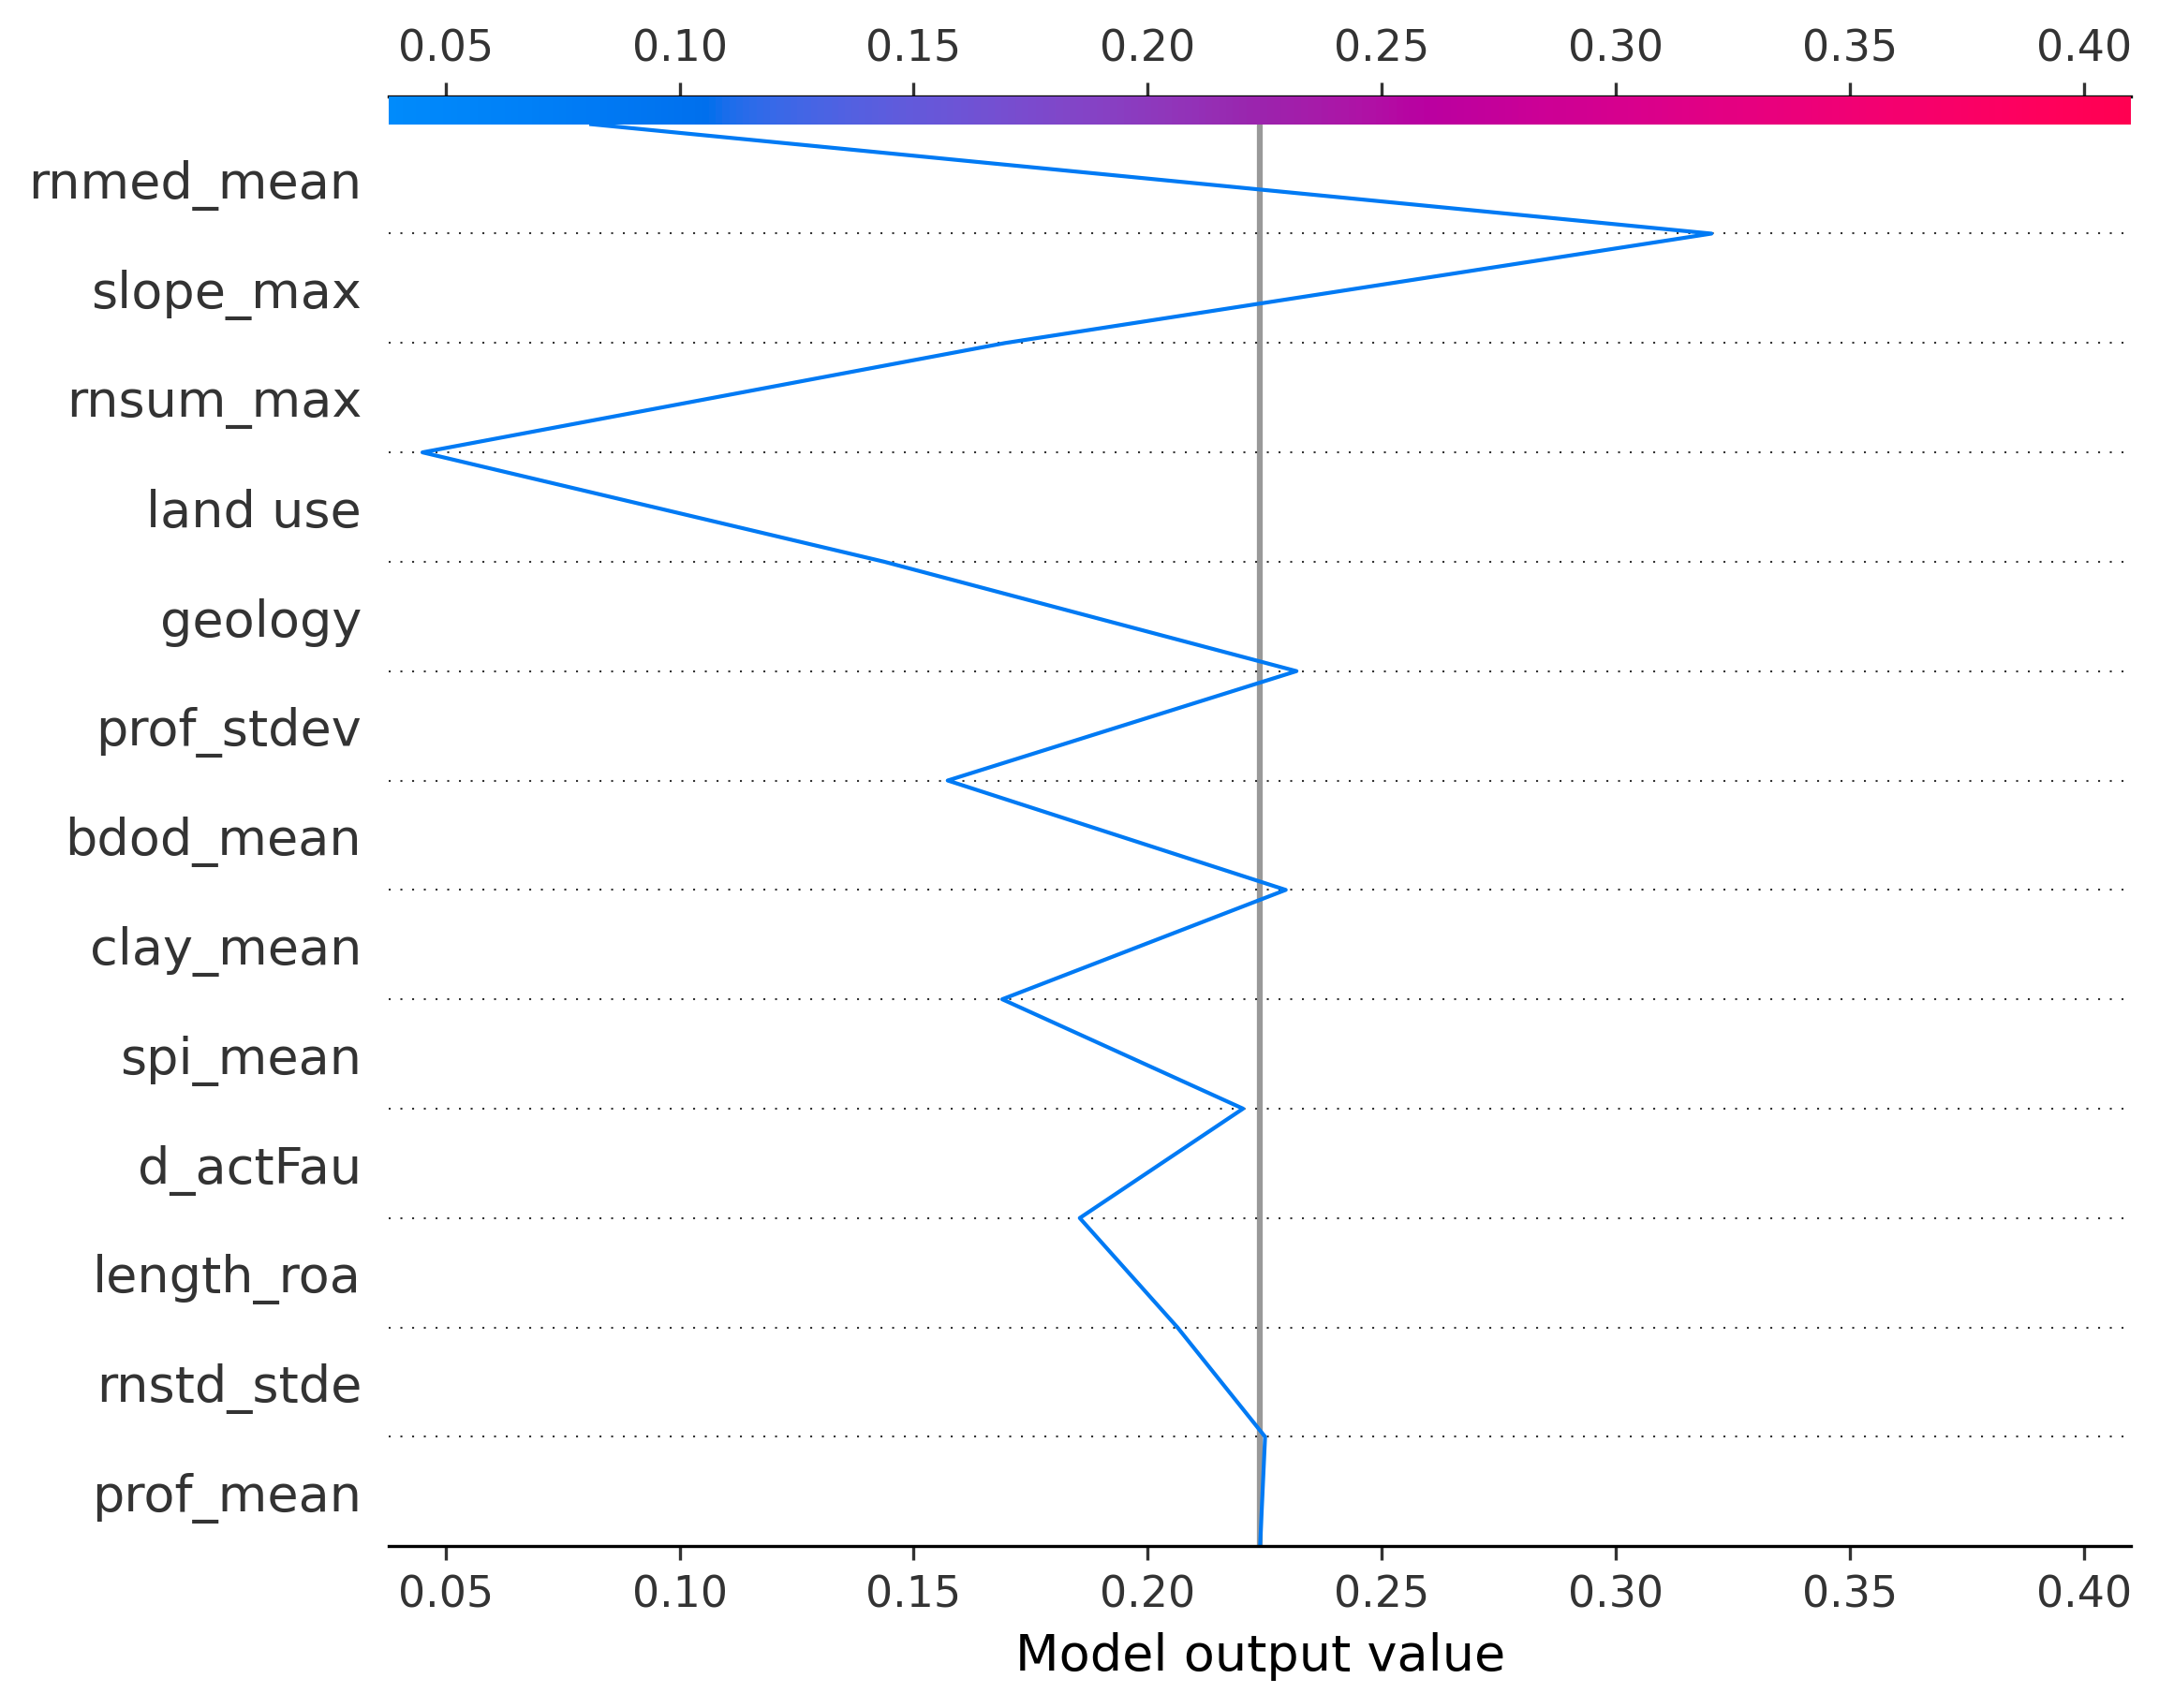 0.05 0.10 0.15 0.20 0.25 0.30 0.35 0.40
rnmed_mean
slope_max
rnsum_max
land use
geology
prof_stdev
bdod_mean
clay_mean
spi_mean
d_actFau
length_roa
rnstd_stde
prof_mean
0.05 0.10 0.15 0.20 0.25 0.30 0.35 0.40
Model output value